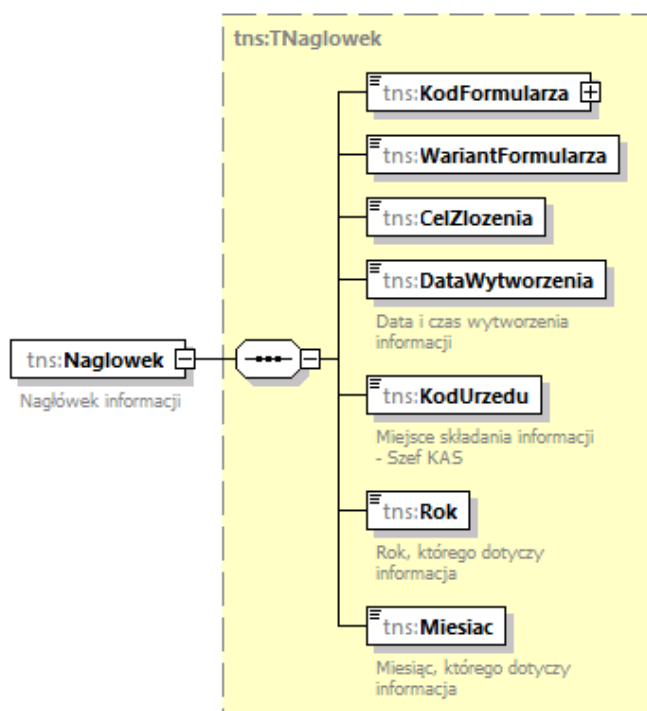 tns:TNaglowek
tns:KodFormularza
tns:WariantFormularza
tns:CelZlozenia
tns:DataWytworzenia
Data i czas wytworzenia
informacji
tns:Naglowek
Nagłówek informacji
tns:KodUrzedu
Miejsce składania informacji
- Szef KAS
tns:Rok
Rok, którego dotyczy
informacja
tns:Miesiac
Miesiąc, którego dotyczy
informacja